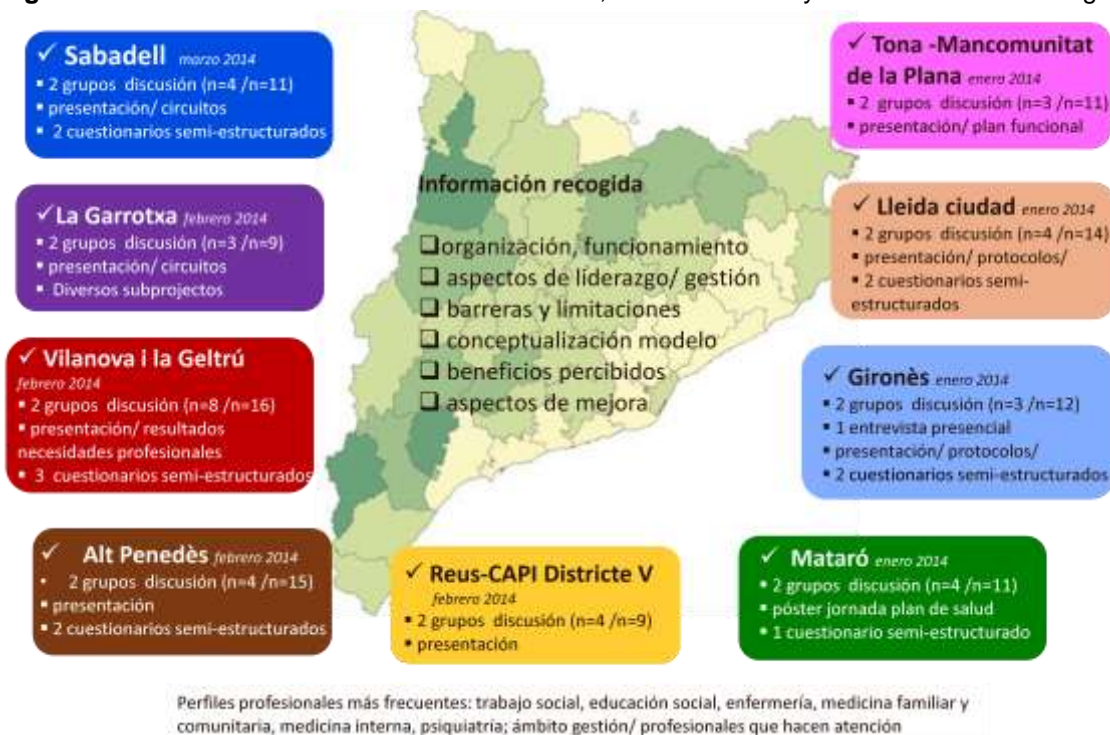 ✓ Sabadell marzo 2014
▪ 2 grupos discusión (n=4 /n=11)
▪ presentación/ circuitos
▪ 2 cuestionarios semi-estructurados
✓ Tona -Mancomunitat
de la Plana enero 2014
▪ 2 grupos discusión (n=3 /n=11)
▪ presentación/ plan funcional
✓ La Garrotxa febrero 2014
▪ 2 grupos discusión (n=3 /n=9)
▪ presentación/ circuitos
▪ Diversos subprojectos
Información recogida
❑ organización, funcionamiento
❑ aspectos de liderazgo/ gestión
❑ barreras y limitaciones
❑ conceptualización modelo
❑ beneficios percibidos
❑ aspectos de mejora
✓ Lleida ciudad enero 2014
▪ 2 grupos discusión (n=4 /n=14)
▪ presentación/ protocolos/
▪ 2 cuestionarios semi-
estructurados
✓ Vilanova i la Geltrú
febrero 2014
▪ 2 grupos discusión (n=8 /n=16)
▪ presentación/ resultados
necesidades profesionales
▪ 3 cuestionarios semi-estructurados
✓ Gironès enero 2014
▪ 2 grupos discusión (n=3 /n=12)
▪ 1 entrevista presencial
presentación/ protocolos/
▪ 2 cuestionarios semi-estructurados
✓ Alt Penedès febrero 2014
• 2 grupos discusión (n=4 /n=15)
▪ presentación
▪ 2 cuestionarios semi-estructurados
✓ Reus-CAPI Districte V
febrero 2014
▪ 2 grupos discusión (n=4 /n=9)
▪ presentación
✓ Mataró enero 2014
▪ 2 grupos discusión (n=4 /n=11)
▪ póster jornada plan de salud
▪ 1 cuestionario semi-estructurado
Perfiles profesionales más frecuentes: trabajo social, educación social, enfermería, medicina familiar y
comunitaria, medicina interna, psiquiatría; ámbito gestión/ profesionales que hacen atención